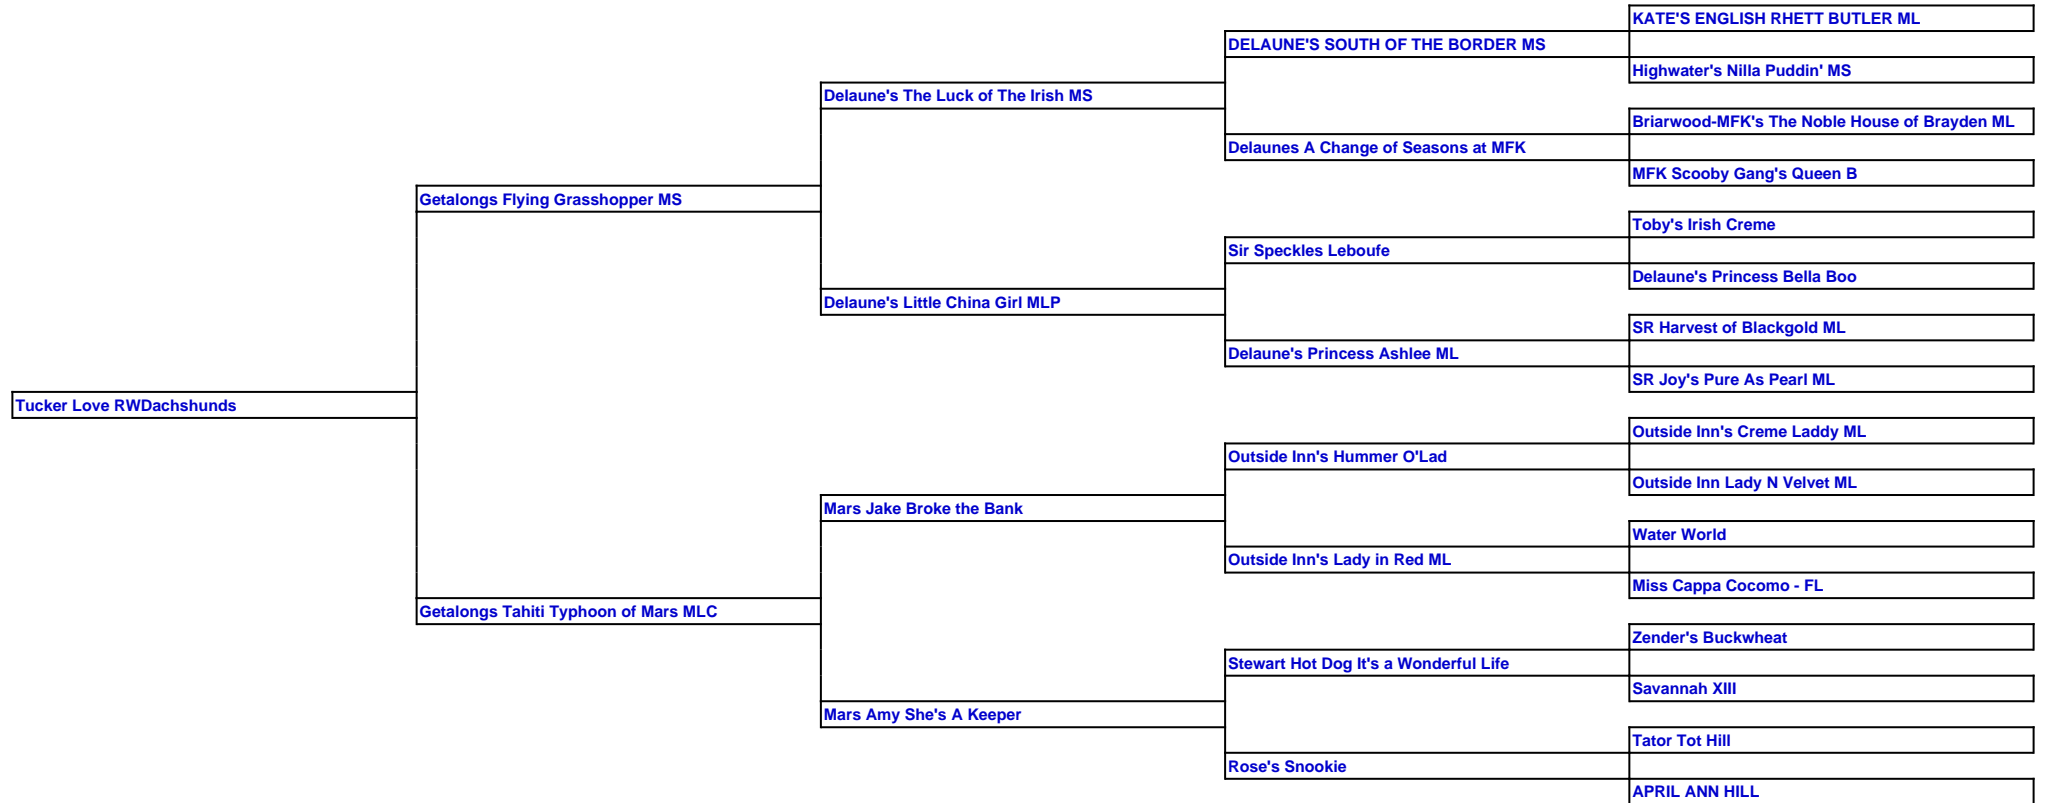 KATE'S ENGLISH RHETT BUTLER ML
DELAUNE'S SOUTH OF THE BORDER MS
Highwater's Nilla Puddin' MS
Delaune's The Luck of The Irish MS
Briarwood-MFK's The Noble House of Brayden ML
Delaunes A Change of Seasons at MFK
MFK Scooby Gang's Queen B
Getalongs Flying Grasshopper MS
Toby's Irish Creme
Sir Speckles Leboufe
Delaune's Princess Bella Boo
Delaune's Little China Girl MLP
SR Harvest of Blackgold ML
Delaune's Princess Ashlee ML
SR Joy's Pure As Pearl ML
Tucker Love RWDachshunds
Outside Inn's Creme Laddy ML
Outside Inn's Hummer O'Lad
Outside Inn Lady N Velvet ML
Mars Jake Broke the Bank
Water World
Outside Inn's Lady in Red ML
Miss Cappa Cocomo - FL
Getalongs Tahiti Typhoon of Mars MLC
Zender's Buckwheat
Stewart Hot Dog It's a Wonderful Life
Savannah XIII
Mars Amy She's A Keeper
Tator Tot Hill
Rose's Snookie
APRIL ANN HILL